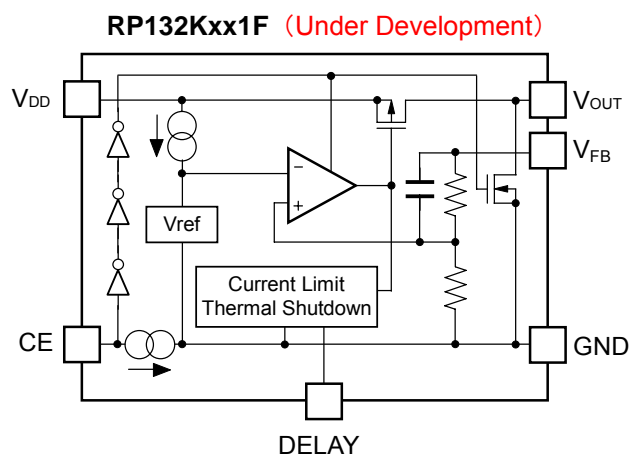 RP132Kxx1F (Under Development)
VDD
VOUT
VFB
−
+
Vref
Current Limit
Thermal Shutdown
CE
GND
DELAY